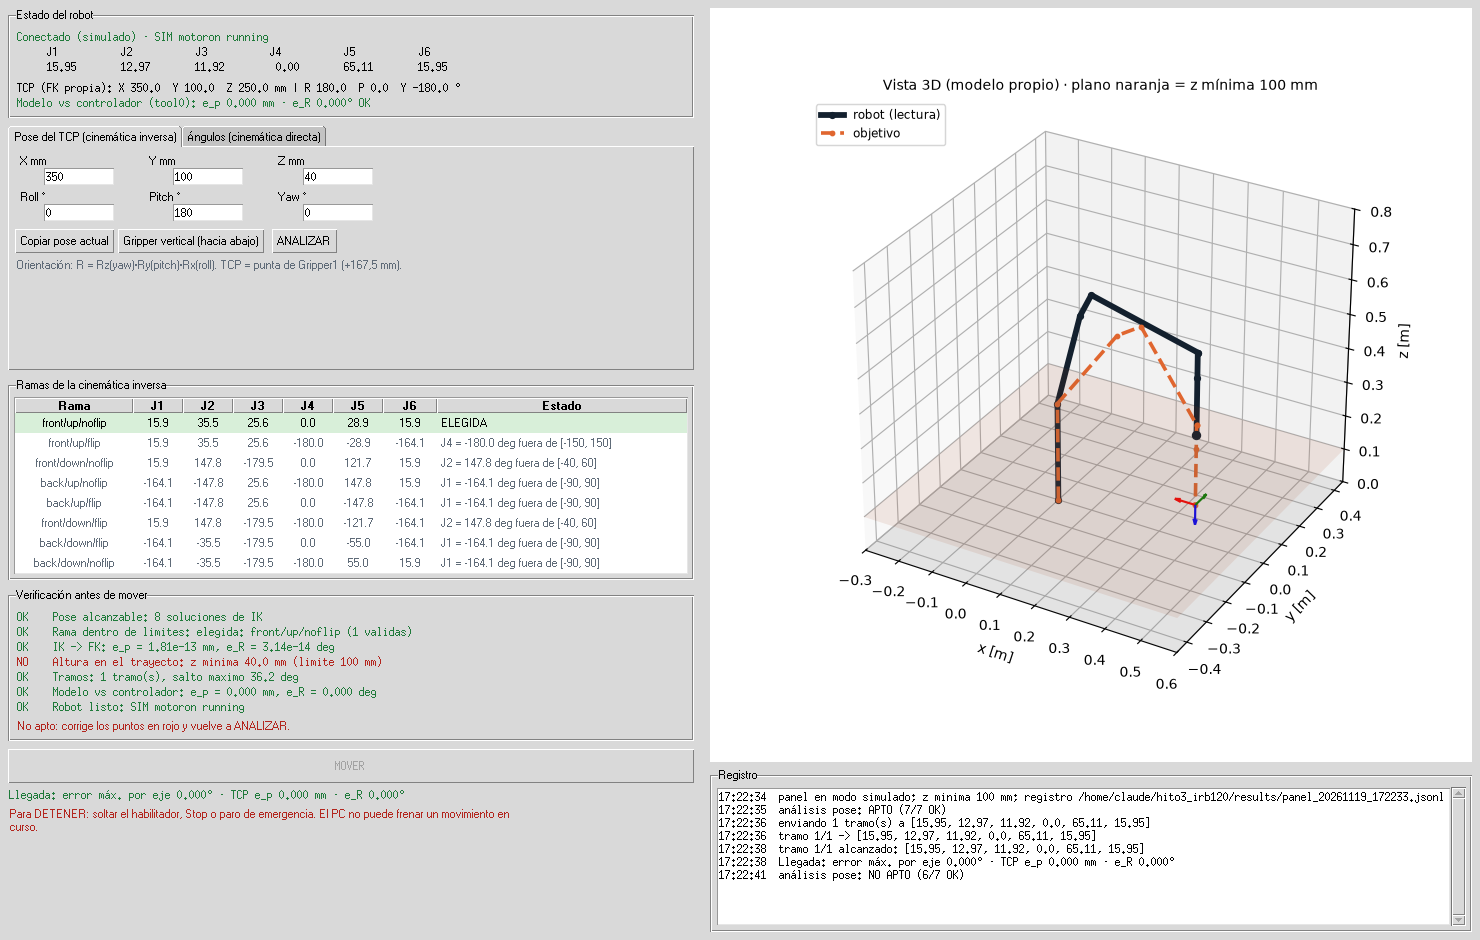 Estado del robot
Conectado (simulado) · SIM motoron running
J1 J2 J3 J4 J5 J6
15.95 12.97 11.92 0.00 65.11 15.95
TCP (FK propia): X 350.0 Y 100.0 Z 250.0 mm | R 180.0 P 0.0 Y -180.0 °
Modelo vs controlador (tool0): e_p 0.000 mm · e_R 0.000° OK
Pose del TCP (cinemática inversa) Ángulos (cinemática directa)
X mm Y mm Z mm
350 100 40
Roll ° Pitch ° Yaw °
0 180 0
Copiar pose actual Gripper vertical (hacia abajo) ANALIZAR
Orientación: R = Rz(yaw)·Ry(pitch)·Rx(roll). TCP = punta de Gripper1 (+167,5 mm).
Ramas de la cinemática inversa
Rama J1 J2 J3 J4 J5 J6 Estado
front/up/noflip 15.9 35.5 25.6 0.0 28.9 15.9 ELEGIDA
front/up/flip 15.9 35.5 25.6 -180.0 -28.9 -164.1 J4 = -180.0 deg fuera de [-150, 150]
front/down/noflip 15.9 147.8 -179.5 0.0 121.7 15.9 J2 = 147.8 deg fuera de [-40, 60]
back/up/noflip -164.1 -147.8 25.6 -180.0 147.8 15.9 J1 = -164.1 deg fuera de [-90, 90]
back/up/flip -164.1 -147.8 25.6 0.0 -147.8 -164.1 J1 = -164.1 deg fuera de [-90, 90]
front/down/flip 15.9 147.8 -179.5 -180.0 -121.7 -164.1 J2 = 147.8 deg fuera de [-40, 60]
back/down/flip -164.1 -35.5 -179.5 0.0 -55.0 -164.1 J1 = -164.1 deg fuera de [-90, 90]
back/down/noflip -164.1 -35.5 -179.5 -180.0 55.0 15.9 J1 = -164.1 deg fuera de [-90, 90]
Verificación antes de mover
OK Pose alcanzable: 8 soluciones de IK
OK Rama dentro de limites: elegida: front/up/noflip (1 validas)
OK IK -> FK: e_p = 1.81e-13 mm, e_R = 3.14e-14 deg
NO Altura en el trayecto: z minima 40.0 mm (limite 100 mm)
OK Tramos: 1 tramo(s), salto maximo 36.2 deg
OK Modelo vs controlador: e_p = 0.000 mm, e_R = 0.000 deg
OK Robot listo: SIM motoron running
No apto: corrige los puntos en rojo y vuelve a ANALIZAR.
MOVER
Llegada: error máx. por eje 0.000° · TCP e_p 0.000 mm · e_R 0.000°
Para DETENER: soltar el habilitador, Stop o paro de emergencia. El PC no puede frenar un movimiento en
curso.
Vista 3D (modelo propio) · plano naranja = z mínima 100 mm
robot (lectura)
objetivo
0.8
0.7
0.6
0.5
0.4
0.3
0.2
0.1
0.0
z [m]
0.4
0.3
0.2
0.1
0.0
−0.1
−0.2
−0.3
−0.4
y [m]
−0.3
−0.2
−0.1
0.0
0.1
0.2
0.3
0.4
0.5
0.6
x [m]
Registro
17:22:34 panel en modo simulado; z minima 100 mm; registro /home/claude/hito3_irb120/results/panel_20261119_172233.jsonl
17:22:35 análisis pose: APTO (7/7 OK)
17:22:36 enviando 1 tramo(s) a [15.95, 12.97, 11.92, 0.0, 65.11, 15.95]
17:22:36 tramo 1/1 -> [15.95, 12.97, 11.92, 0.0, 65.11, 15.95]
17:22:38 tramo 1/1 alcanzado: [15.95, 12.97, 11.92, 0.0, 65.11, 15.95]
17:22:38 Llegada: error máx. por eje 0.000° · TCP e_p 0.000 mm · e_R 0.000°
17:22:41 análisis pose: NO APTO (6/7 OK)